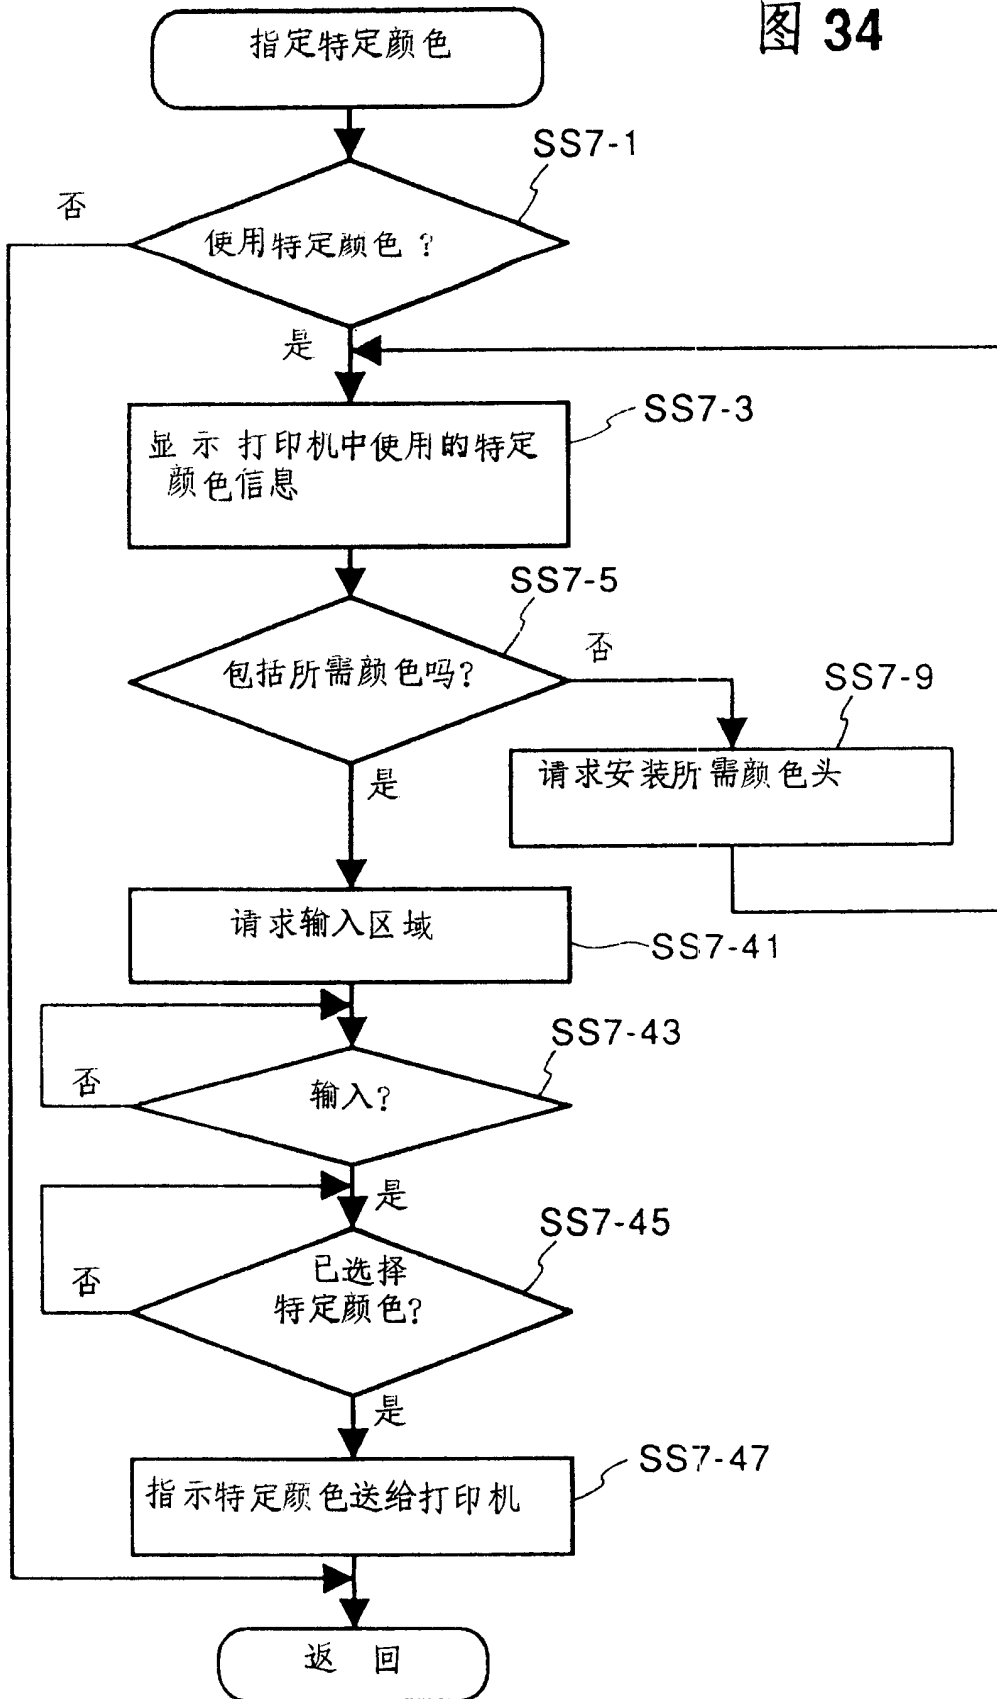 图 34
指定特定颜色
SS7-1
否
使用特定颜色？
是
SS7-3
显示 打印机中使用的特定
颜色信息
SS7-5
包括所需颜色吗？
否
SS7-9
请求安装所需颜色头
是
请求输入区域
SS7-41
SS7-43
输入？
否
是
SS7-45
已选择
特定颜色？
否
是
SS7-47
指示特定颜色送给打印机
返 回